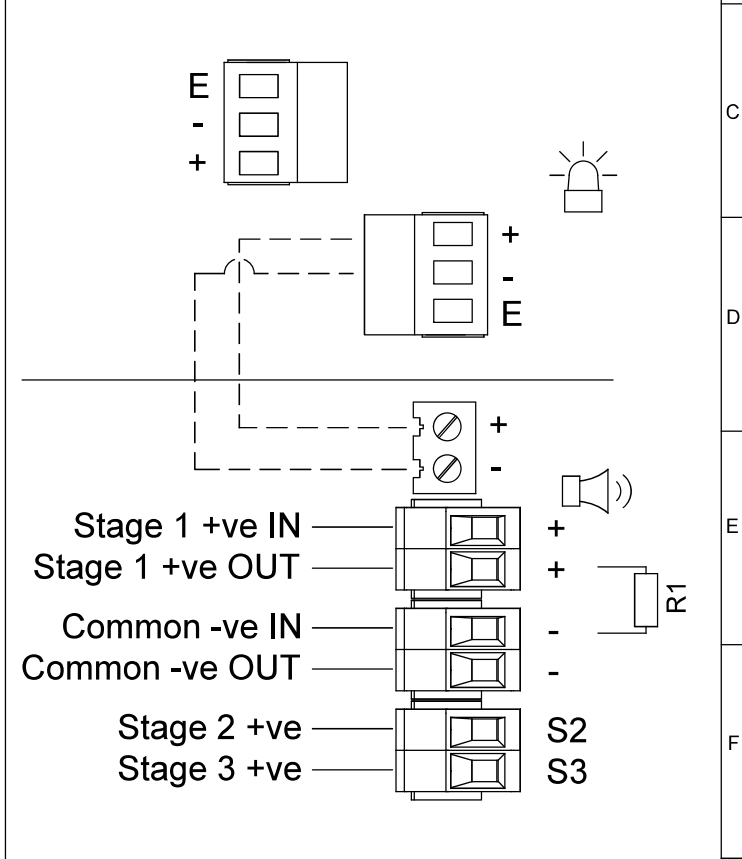 E
-
+
C
+
-
E
D
+
-
Stage 1 +ve IN +
E
Stage 1 +ve OUT +
R1
Common -ve IN -
Common -ve OUT -
Stage 2 +ve S2
F
Stage 3 +ve S3